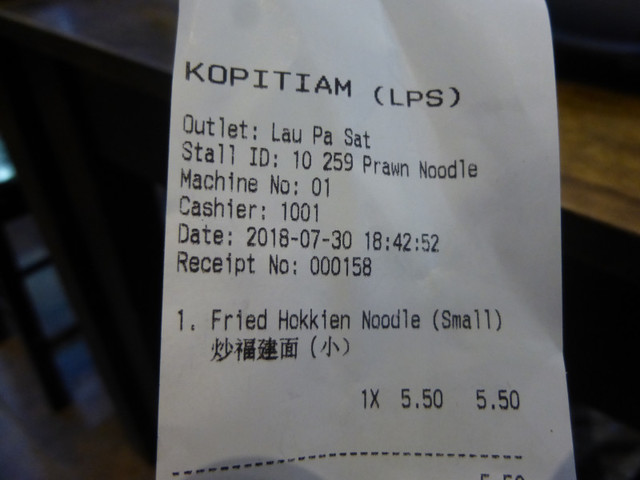 KOPITIAM (LPS)
Outlet: Lau Pa Sat
Stall ID: 10 259 Prawn Noodle
Machine No: 01
Cashier: 1001
Date: 2018-07-30 18:42:52
Receipt No: 000158
1. Fried Hokkien Noodle (Small)
炒福建面 (小)
1X 5.50 5.50